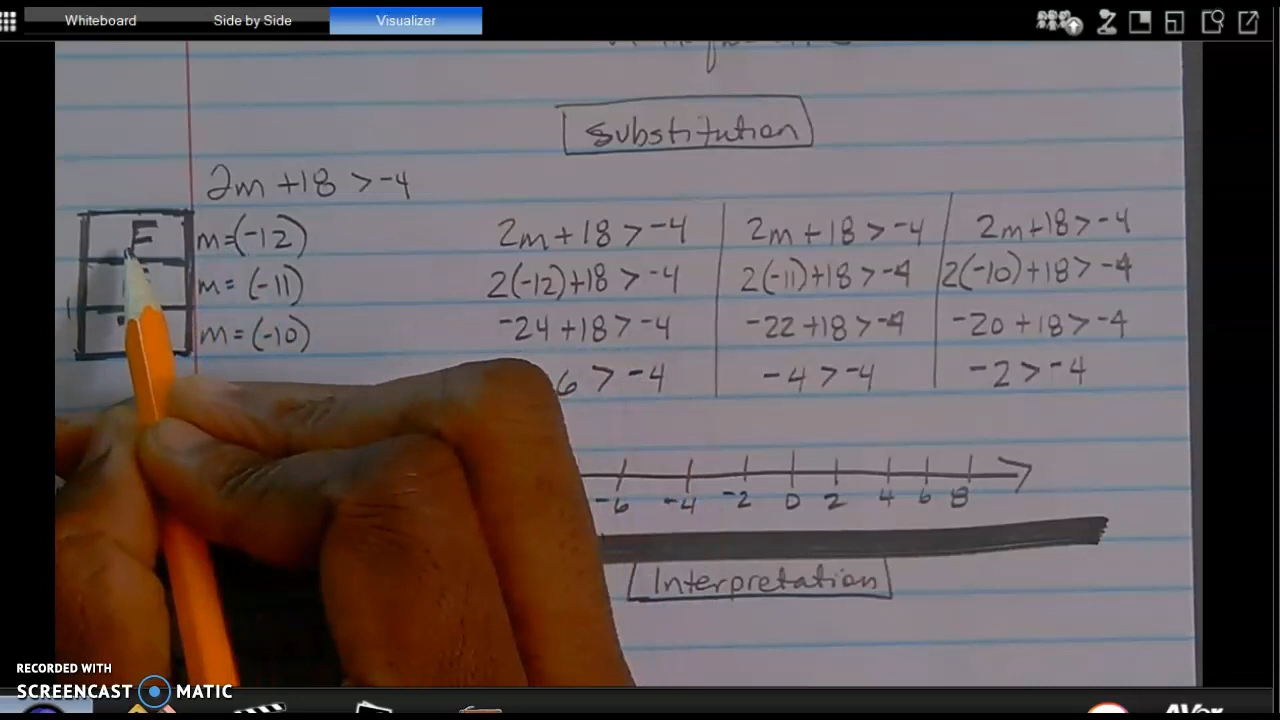 Whiteboard Side by Side Visualizer
Substitution
2m +18 > -4
F m=(-12)
m= (-11)
m = (-10)
2m + 18 > -4
2(-12)+18 > -4
-24 +18 > -4
6 > -4
2m + 18 > -4
2(-11)+18 > -4
-22 +18 > -4
-4 > -4
2m+18 > -4
2(-10)+18 > -4
-20 +18 > -4
-2 > -4
-6 -4 -2 0 2 4 6 8
Interpretation
RECORDED WITH
SCREENCAST MATIC
AVer